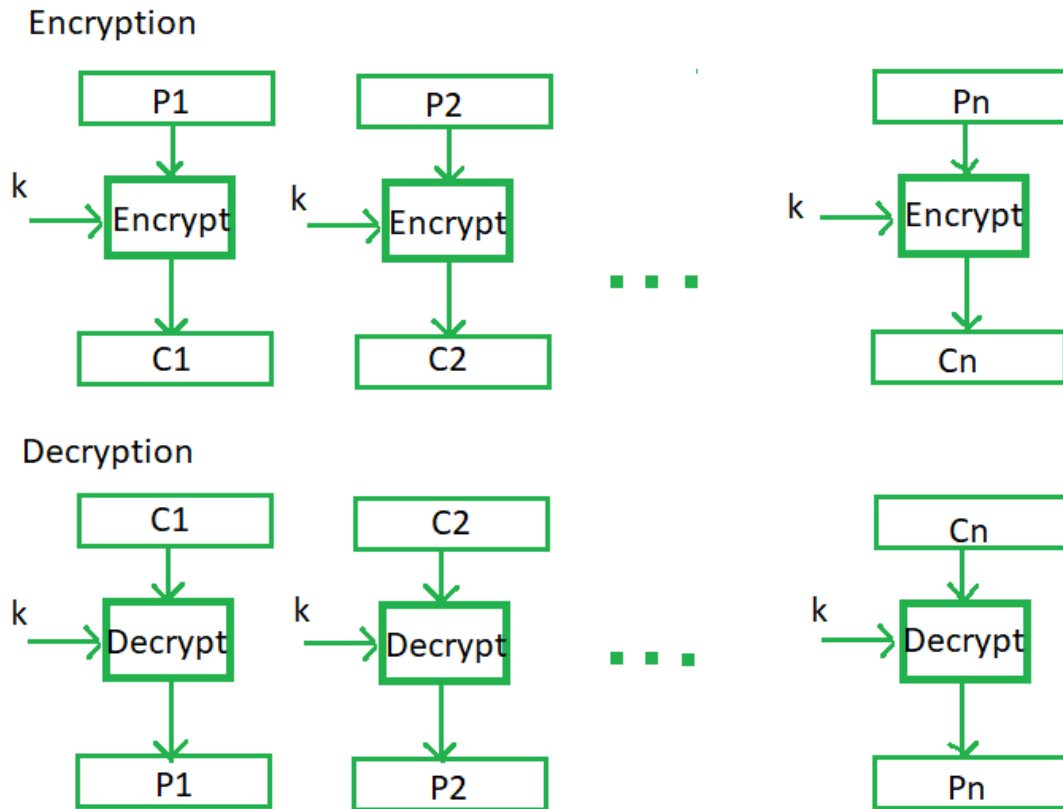 Encryption
P1 P2 Pn
k Encrypt k Encrypt k Encrypt
C1 C2 Cn
Decryption
C1 C2 Cn
k Decrypt k Decrypt k Decrypt
P1 P2 Pn